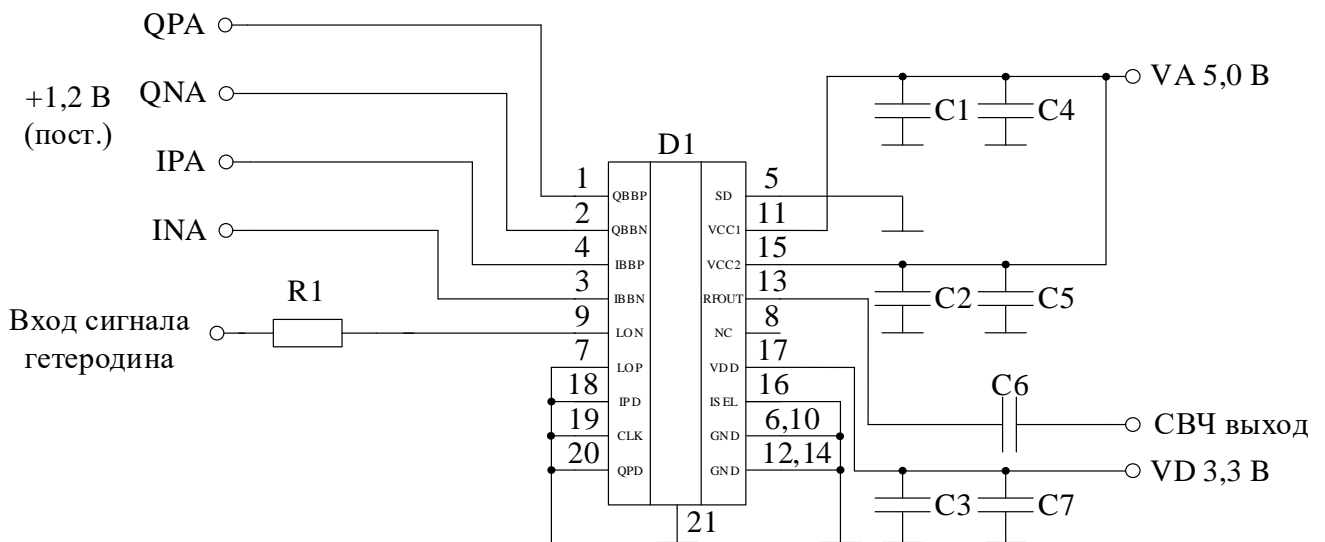 QPA
QNA
+1,2 В
(пост.)
IPA
INA
R1
Вход сигнала
гетеродина
D1
1 QBBP
2 QBBN
4 IBBP
3 IBBN
9 LON
7 LOP
18 IPD
19 CLK
20 QPD
SD 5
VCC1 11
VCC2 15
RFOUT 13
NC 8
VDD 17
ISEL 16
GND 6,10
GND 12,14
21
C1
C4
VA 5,0 В
C2
C5
C6
СВЧ выход
VD 3,3 В
C3
C7